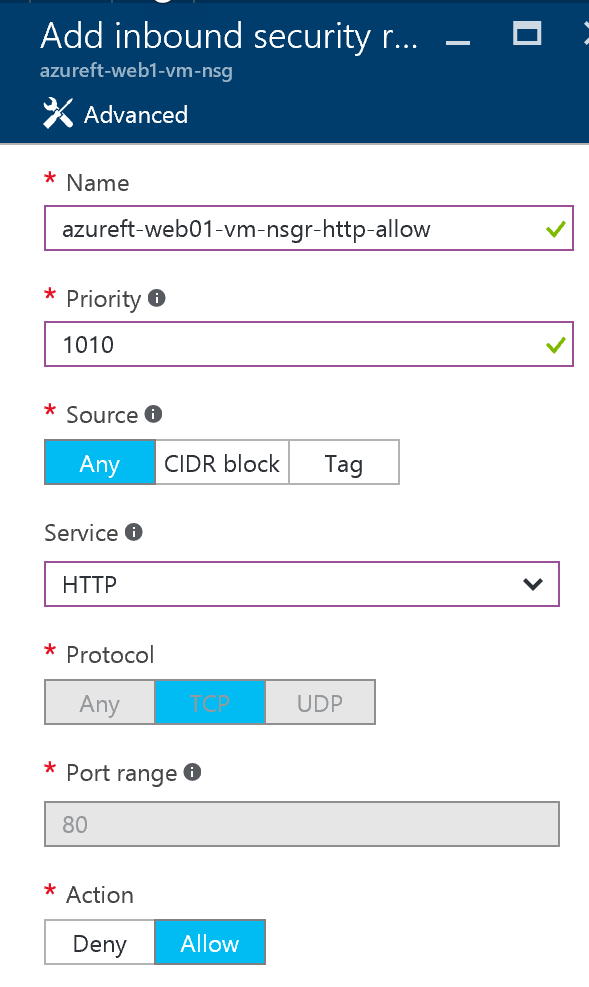 Add inbound security r...
azureft-web1-vm-nsg
Advanced
* Name
azureft-web01-vm-nsgr-http-allow
* Priority
1010
* Source
Any CIDR block Tag
Service
HTTP
* Protocol
Any TCP UDP
* Port range
80
* Action
Deny Allow